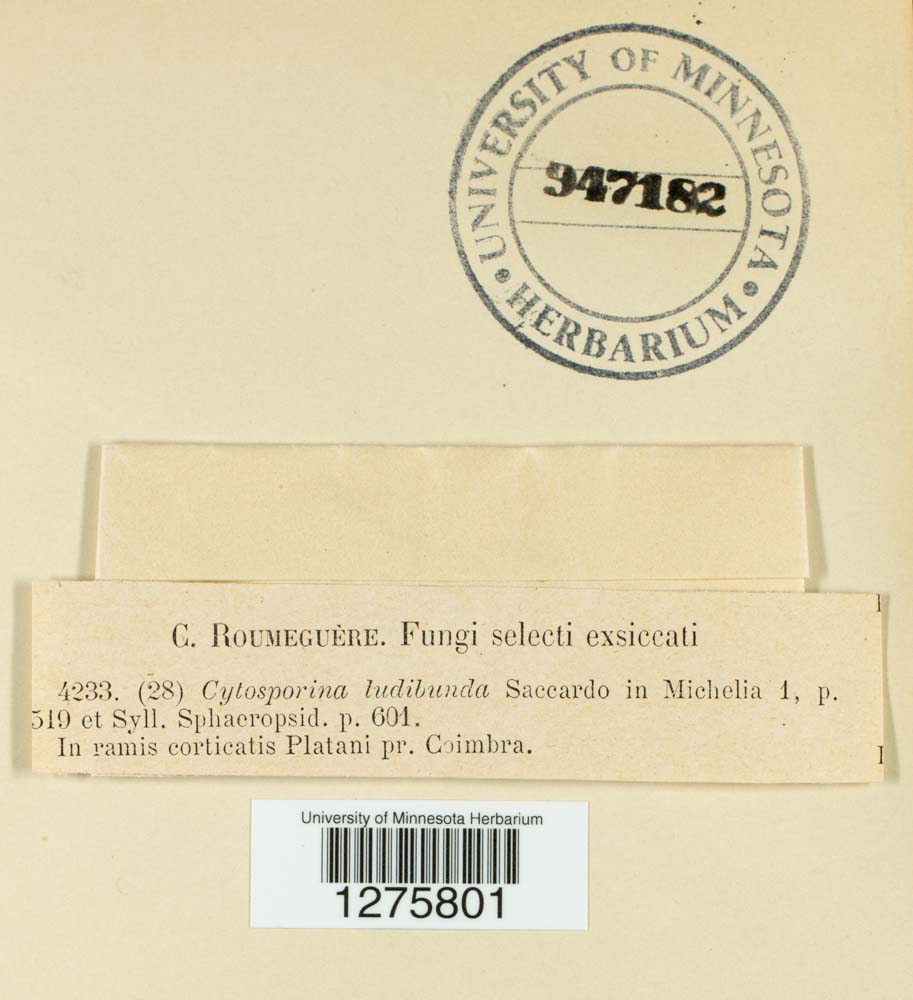 UNIVERSITY OF MINNESOTA
947182
• HERBARIUM •
C. ROUMEGUÈRE. Fungi selecti exsiccati
4233. (28) Cytosporina ludibunda Saccardo in Michelia 1, p.
519 et Syll. Sphaeropsid. p. 601.
In ramis corticatis Platani pr. Coimbra.
University of Minnesota Herbarium
1275801